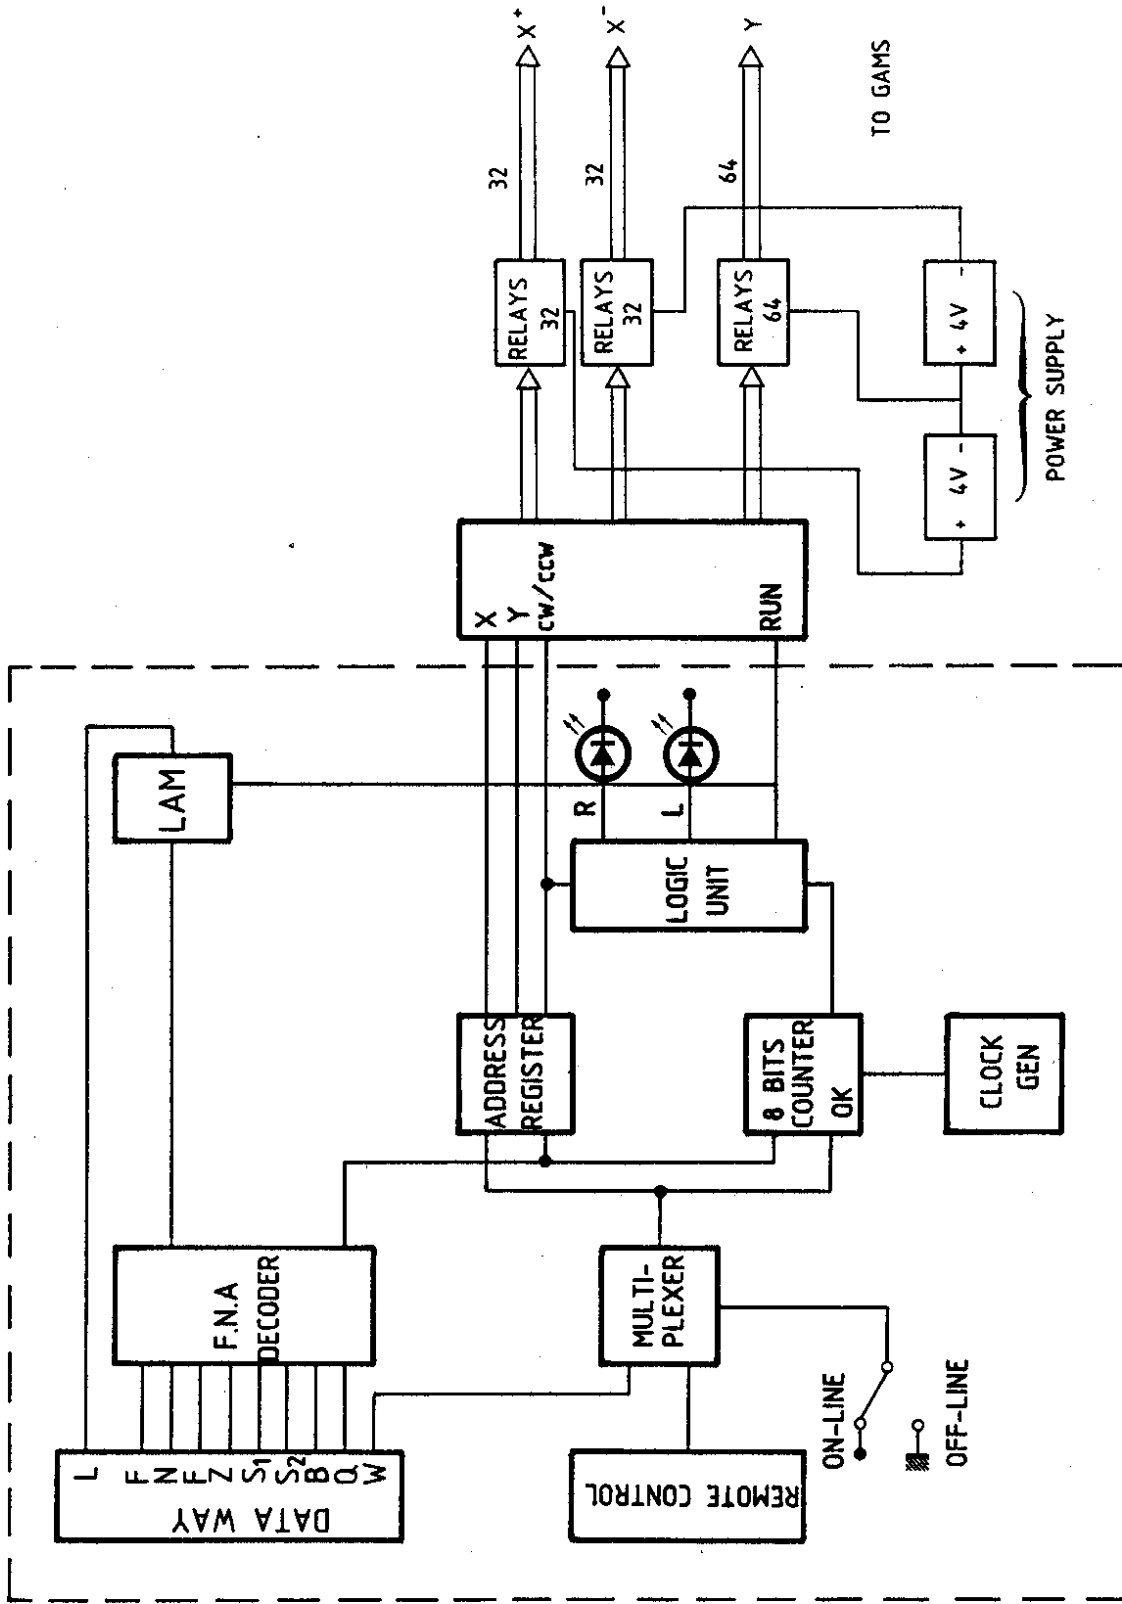 DATA WAY
L
F
N
F
Z
S1
S2
B
Q
W
F.N.A
DECODER
LAM
REMOTE CONTROL
MULTI-
PLEXER
ON-LINE
OFF-LINE
ADDRESS
REGISTER
8 BITS
COUNTER
OK
CLOCK
GEN
LOGIC
UNIT
R
L
X
Y
CW/CCW
RUN
RELAYS
32
RELAYS
32
RELAYS
64
32
32
64
X+
X-
Y
TO GAMS
+ 4V -
+ 4V -
POWER SUPPLY